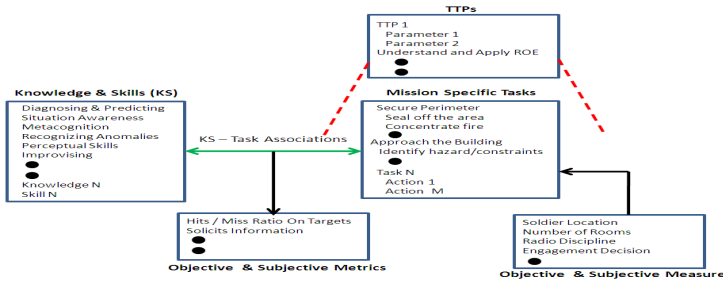 TTPs
TTP 1
Parameter 1
Parameter 2
Understand and Apply ROE
Knowledge & Skills (KS)
Diagnosing & Predicting
Situation Awareness
Metacognition
Recognizing Anomalies
Perceptual Skills
Improvising
Knowledge N
Skill N
KS – Task Associations
Mission Specific Tasks
Secure Perimeter
Seal off the area
Concentrate fire
Approach the Building
Identify hazard/constraints
Task N
Action 1
Action M
Hits / Miss Ratio On Targets
Solicits Information
Objective & Subjective Metrics
Soldier Location
Number of Rooms
Radio Discipline
Engagement Decision
Objective & Subjective Measure